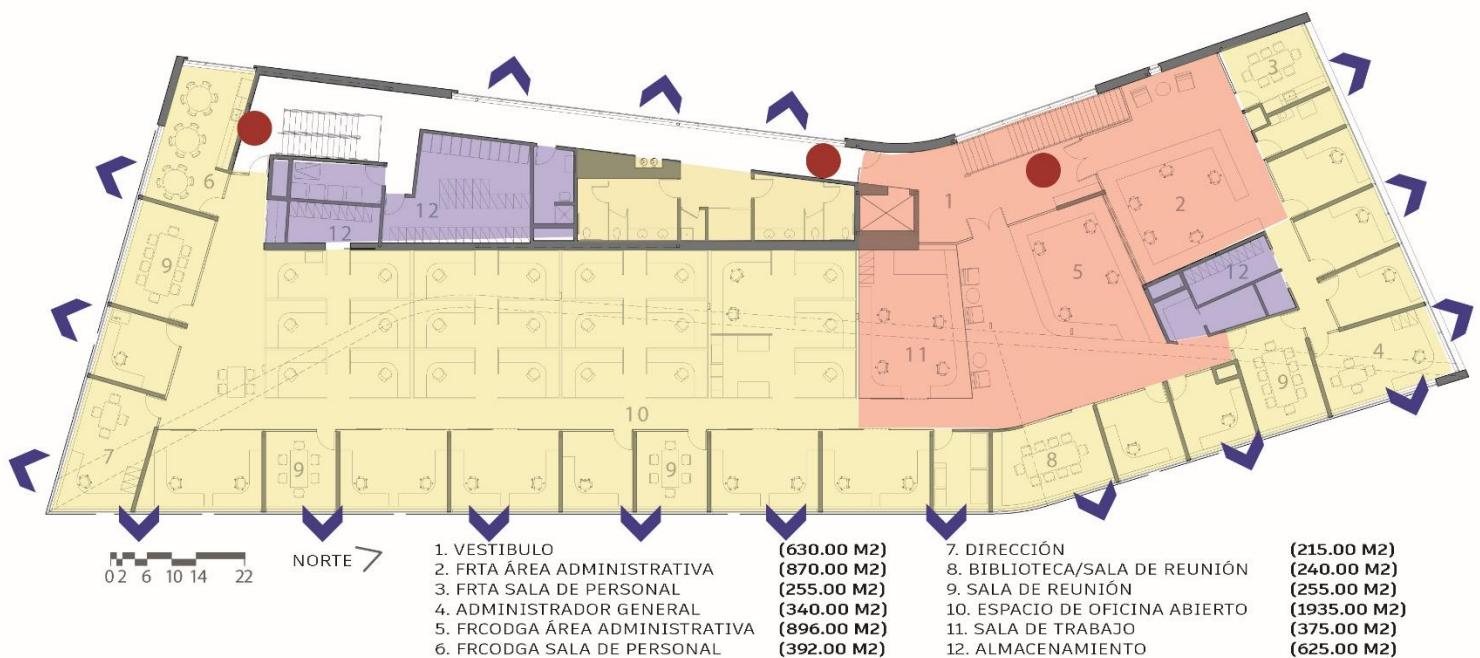 3
1
2
6
12
12
9
5
12
11
4
9
10
7
9
9
8
0 2 6 10 14 22
NORTE
1. VESTIBULO (630.00 M2)
2. FRTA ÁREA ADMINISTRATIVA (870.00 M2)
3. FRTA SALA DE PERSONAL (255.00 M2)
4. ADMINISTRADOR GENERAL (340.00 M2)
5. FRCODGA ÁREA ADMINISTRATIVA (896.00 M2)
6. FRCODGA SALA DE PERSONAL (392.00 M2)
7. DIRECCIÓN (215.00 M2)
8. BIBLIOTECA/SALA DE REUNIÓN (240.00 M2)
9. SALA DE REUNIÓN (255.00 M2)
10. ESPACIO DE OFICINA ABIERTO (1935.00 M2)
11. SALA DE TRABAJO (375.00 M2)
12. ALMACENAMIENTO (625.00 M2)